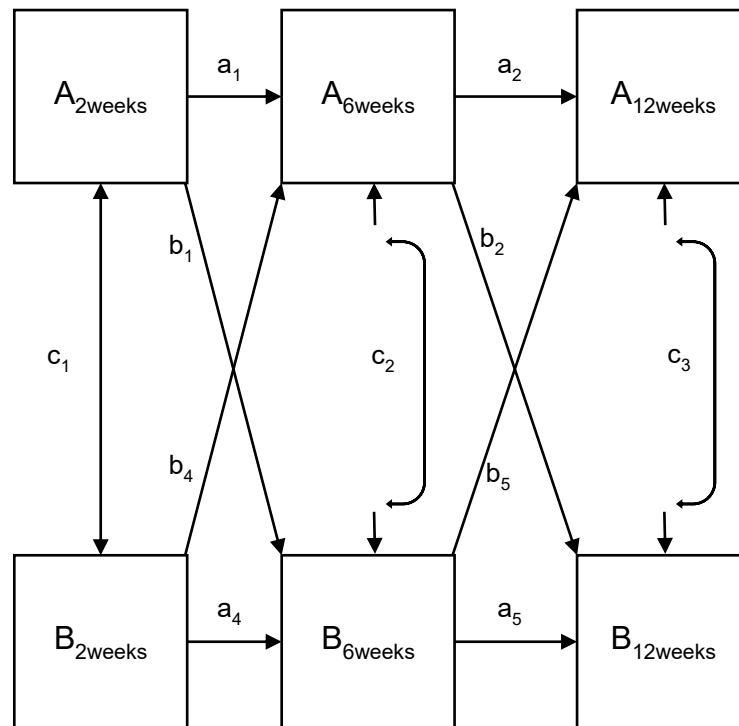 a₁ a₂
A₂weeks A₆weeks A₁₂weeks
b₁ b₂
c₁ c₂ c₃
b₄ b₅
a₄ a₅
B₂weeks B₆weeks B₁₂weeks